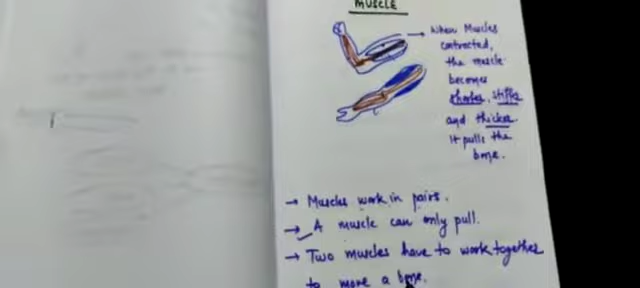 MUSCLE
→ When Muscles
contracted,
the muscle
becomes
shorter, stiffer
and thicker
it pulls the
bone.
→ Muscles work in pairs.
→ A muscle can only pull.
→ Two muscles have to work together
to move a bone.